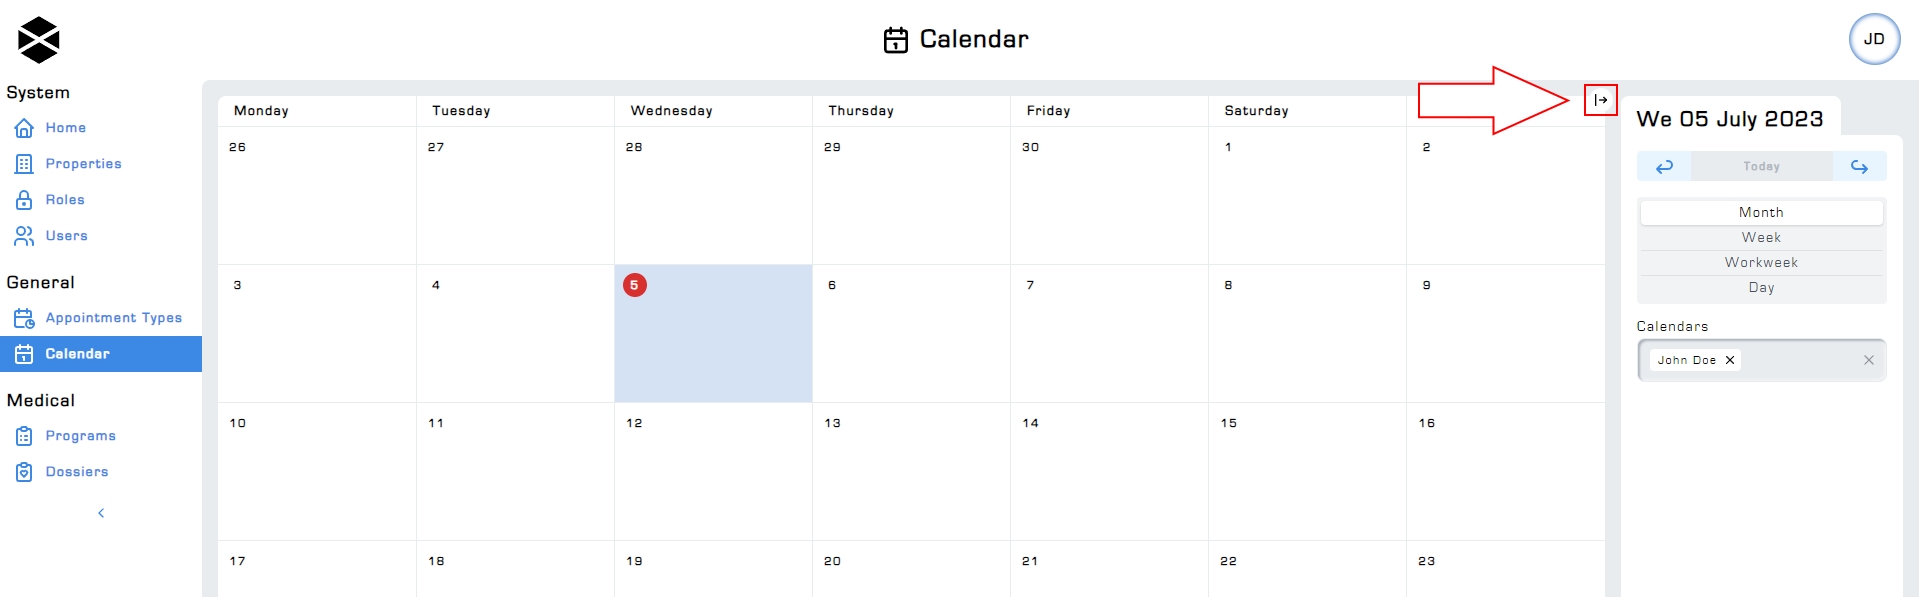 Calendar
JD
System
Home
Properties
Roles
Users
General
Appointment Types
Calendar
Medical
Programs
Dossiers
Monday Tuesday Wednesday Thursday Friday Saturday
26 27 28 29 30 1 2
3 4 5 6 7 8 9
10 11 12 13 14 15 16
17 18 19 20 21 22 23
We 05 July 2023
Today
Month
Week
Workweek
Day
Calendars
John Doe